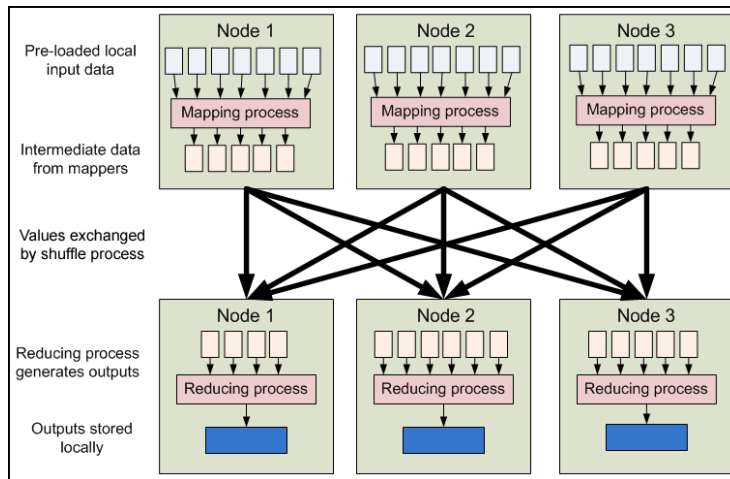 Node 1
Node 2
Node 3
Pre-loaded local
input data
Mapping process
Mapping process
Mapping process
Intermediate data
from mappers
Values exchanged
by shuffle process
Node 1
Node 2
Node 3
Reducing process
generates outputs
Reducing process
Reducing process
Reducing process
Outputs stored
locally